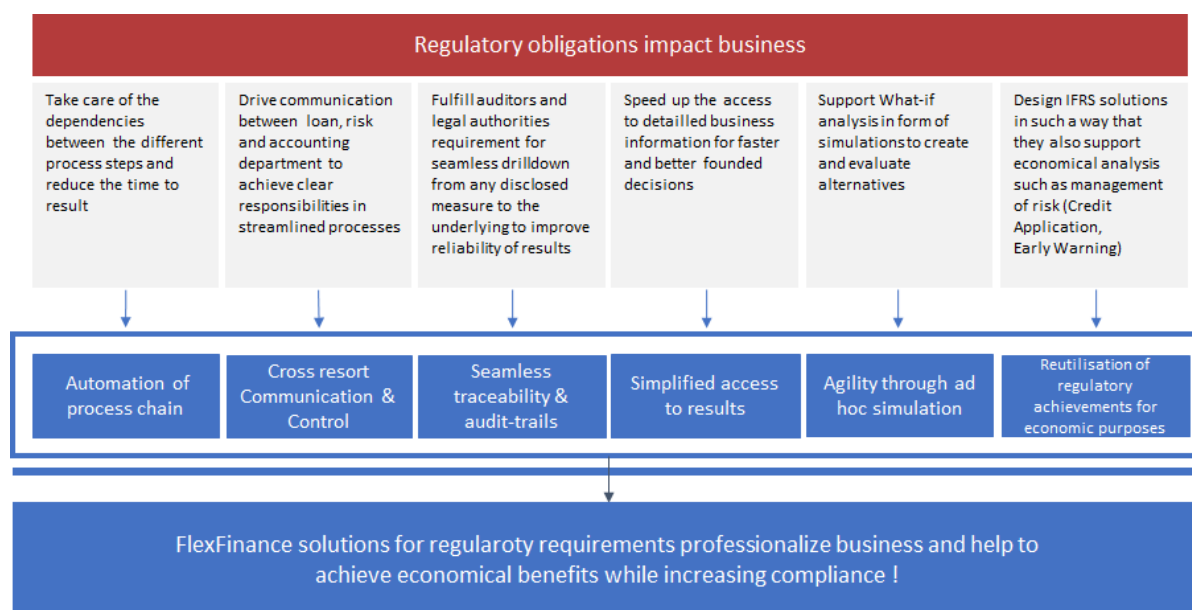 Regulatory obligations impact business
Take care of the
dependencies
between the different
process steps and
reduce the time to
result
Drive communication
between loan, risk
and accounting
department to
achieve clear
responsibilities in
streamlined processes
Fulfill auditors and
legal authorities
requirement for
seamless drilldown
from any disclosed
measure to the
underlying to improve
reliability of results
Speed up the access
to detailled business
information for faster
and better founded
decisions
Support What-if
analysis in form of
simulations to create
and evaluate
alternatives
Design IFRS solutions
in such a way that
they also support
economical analysis
such as management
of risk (Credit
Application,
Early Warning)
Automation of
process chain
Cross resort
Communication &
Control
Seamless
traceability &
audit-trails
Simplified access
to results
Agility through ad
hoc simulation
Reutilisation of
regulatory
achievements for
economic purposes
FlexFinance solutions for regularoty requirements professionalize business and help to
achieve economical benefits while increasing compliance !